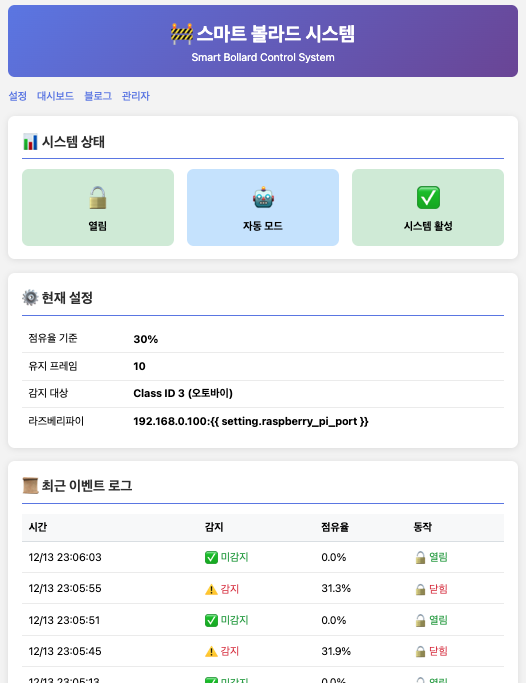 🚧 스마트 볼라드 시스템
Smart Bollard Control System
설정 대시보드 블로그 관리자
📊 시스템 상태
열림 자동 모드 시스템 활성
⚙️ 현재 설정
점유율 기준 30%
유지 프레임 10
감지 대상 Class ID 3 (오토바이)
라즈베리파이 192.168.0.100:{{ setting.raspberry_pi_port }}
📜 최근 이벤트 로그
시간 감지 점유율 동작
12/13 23:06:03 ✅ 미감지 0.0% 🔓 열림
12/13 23:05:55 ⚠️ 감지 31.3% 🔒 닫힘
12/13 23:05:51 ✅ 미감지 0.0% 🔓 열림
12/13 23:05:45 ⚠️ 감지 31.9% 🔒 닫힘
12/13 23:05:13 ✅ 미감지 0.0% 🔓 열림